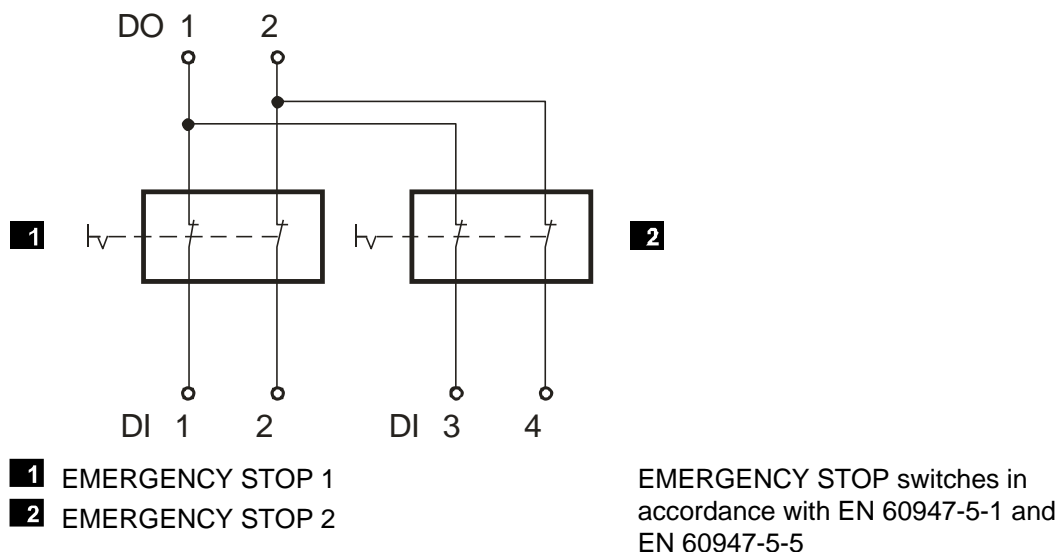 DO 1 2
1
2
DI 1 2 DI 3 4
1 EMERGENCY STOP 1
2 EMERGENCY STOP 2
EMERGENCY STOP switches in
accordance with EN 60947-5-1 and
EN 60947-5-5